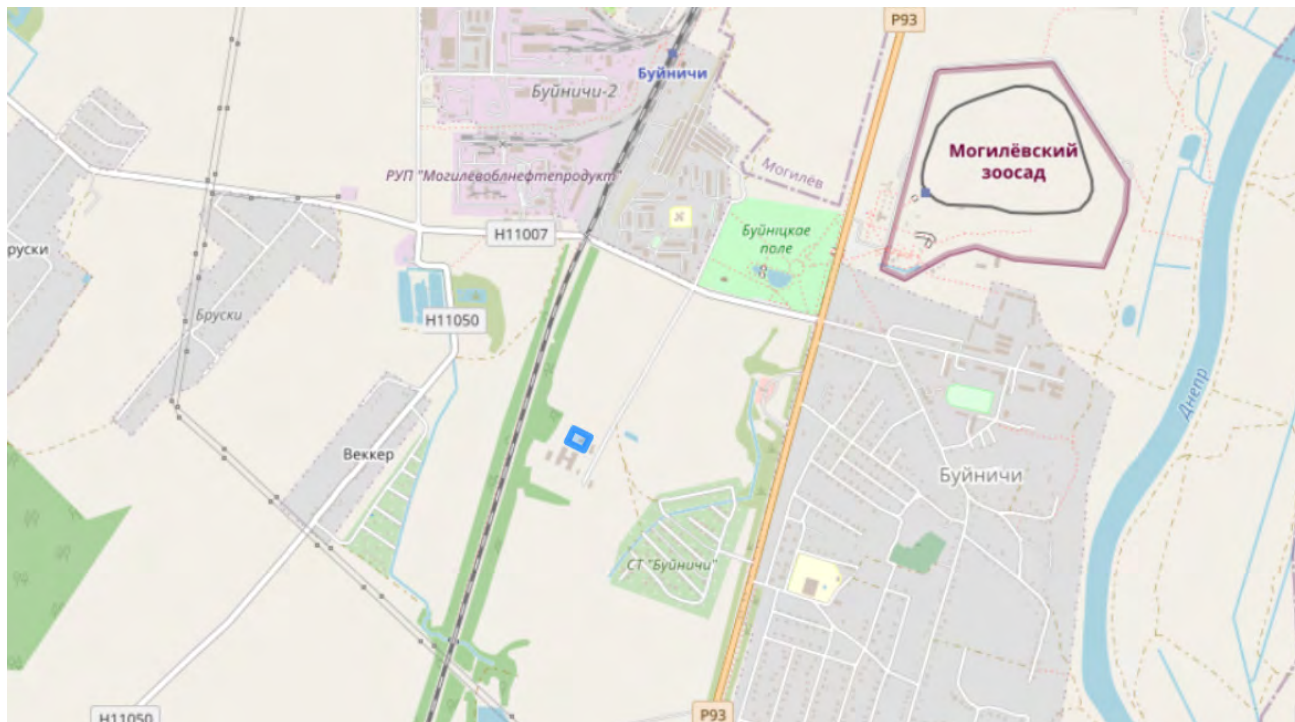 Р93
Буйничи
Буйничи-2
Могилёвский
зоосад
Могилёв
РУП "Могилевоблнефтепродукт"
Буйніцкае
поле
Н11007
руски
Бруски
Н11050
Днепр
Веккер
Буйничи
СТ "Буйничи"
Н11050
Р93